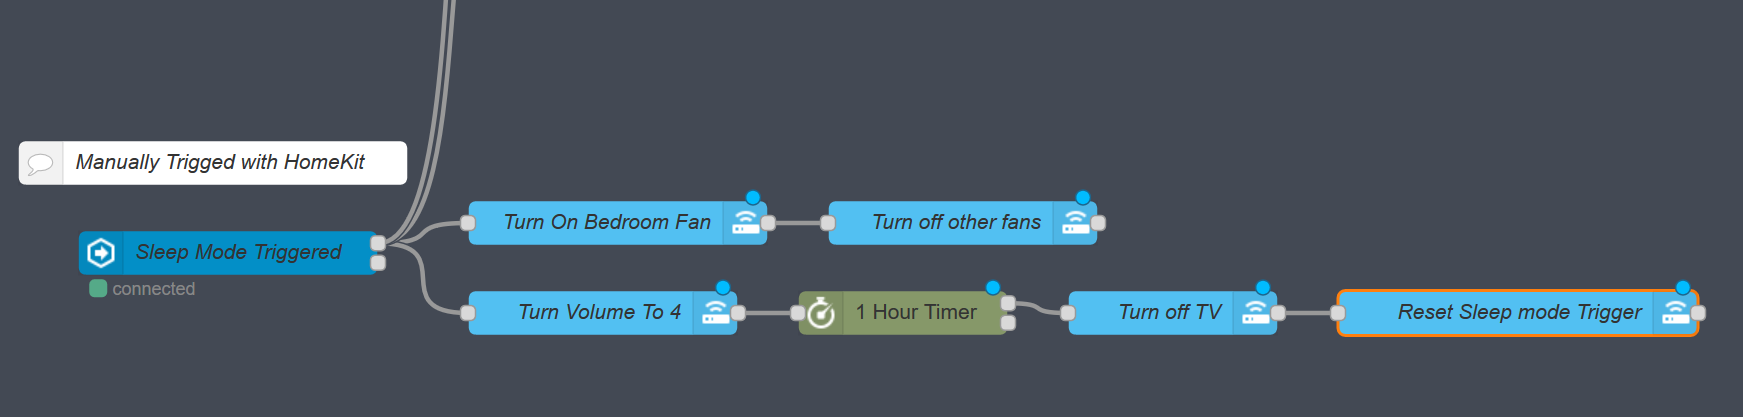 Manually Trigged with HomeKit
Turn On Bedroom Fan
Turn off other fans
Sleep Mode Triggered
connected
Turn Volume To 4
1 Hour Timer
Turn off TV
Reset Sleep mode Trigger